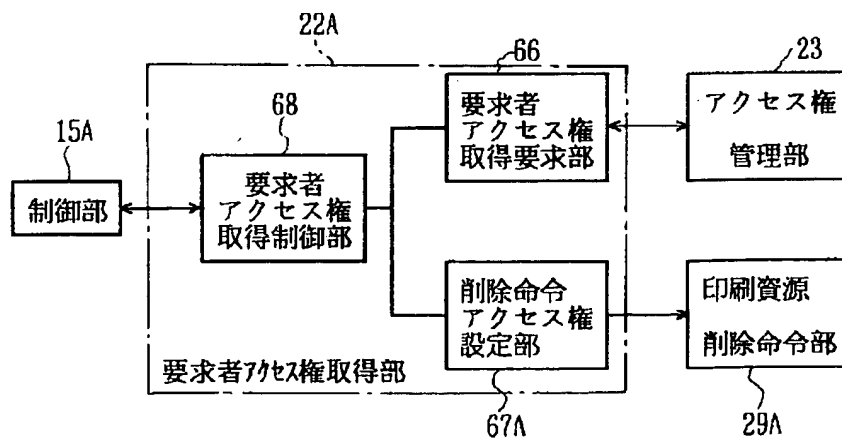 22A
66
23
15A
68
要求者
アクセス権
取得要求部
アクセス権
管理部
制御部
要求者
アクセス権
取得制御部
削除命令
アクセス権
設定部
印刷資源
削除命令部
要求者アクセス権取得部
67A
29A